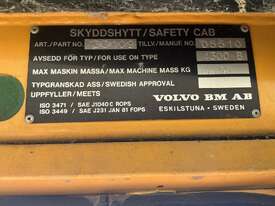 SKYDDSHYTT/SAFETY CAB
ART./PART NO. TILLV./MANUF. NO. 05510
AVSEDD FÖR TYP/FOR USE ON TYPE
MAX MASKIN MASSA/MAX MACHINE MASS KG
TYPGRANSKAD ASS/SWEDISH APPROVAL
UPPFYLLER/MEETS
ISO 3471 / SAE J1040 C ROPS
ISO 3449 / SAE J231 JAN 81 FOPS
VOLVO BM AB
ESKILSTUNA - SWEDEN